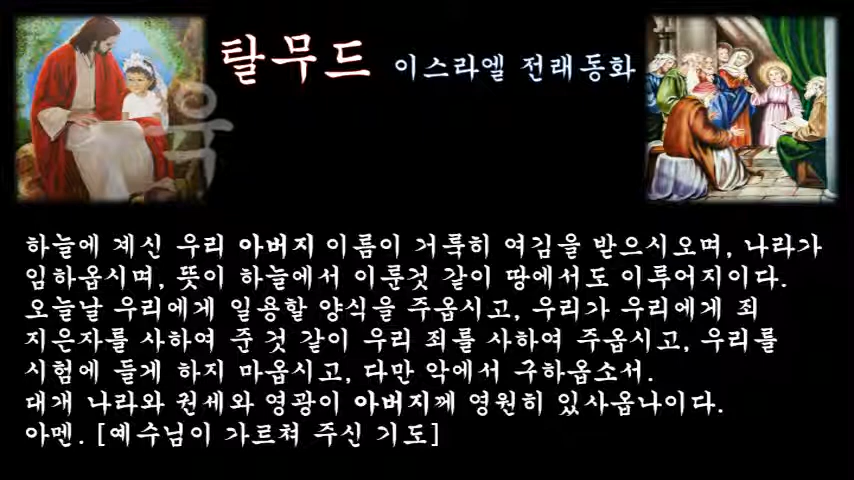 탈무드 이스라엘 전래동화
욱
하늘에 계신 우리 아버지 이름이 거룩히 여김을 받으시오며, 나라가
임하옵시며, 뜻이 하늘에서 이룬것 같이 땅에서도 이루어지이다.
오늘날 우리에게 일용할 양식을 주옵시고, 우리가 우리에게 죄
지은자를 사하여 준 것 같이 우리 죄를 사하여 주옵시고, 우리를
시험에 들게 하지 마옵시고, 다만 악에서 구하옵소서.
대개 나라와 원세와 영광이 아버지께 영원히 있사옵나이다.
아멘. [예수님이 가르쳐 주신 기도]